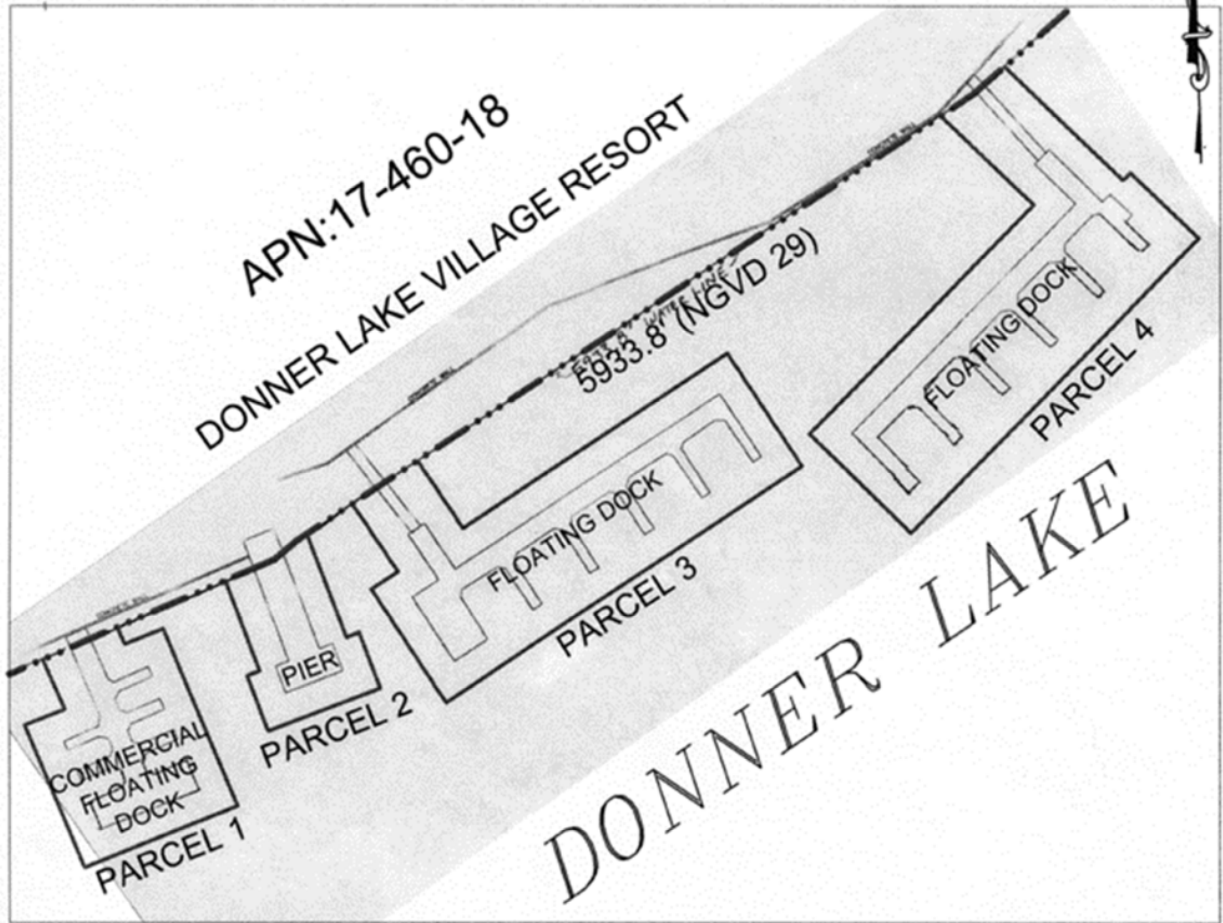 APN:17-460-18
DONNER LAKE VILLAGE RESORT
5933.8' (NGVD 29)
FLOATING DOCK
PARCEL 4
FLOATING DOCK
PARCEL 3
PIER
PARCEL 2
COMMERCIAL
FLOATING
DOCK
PARCEL 1
DONNER LAKE